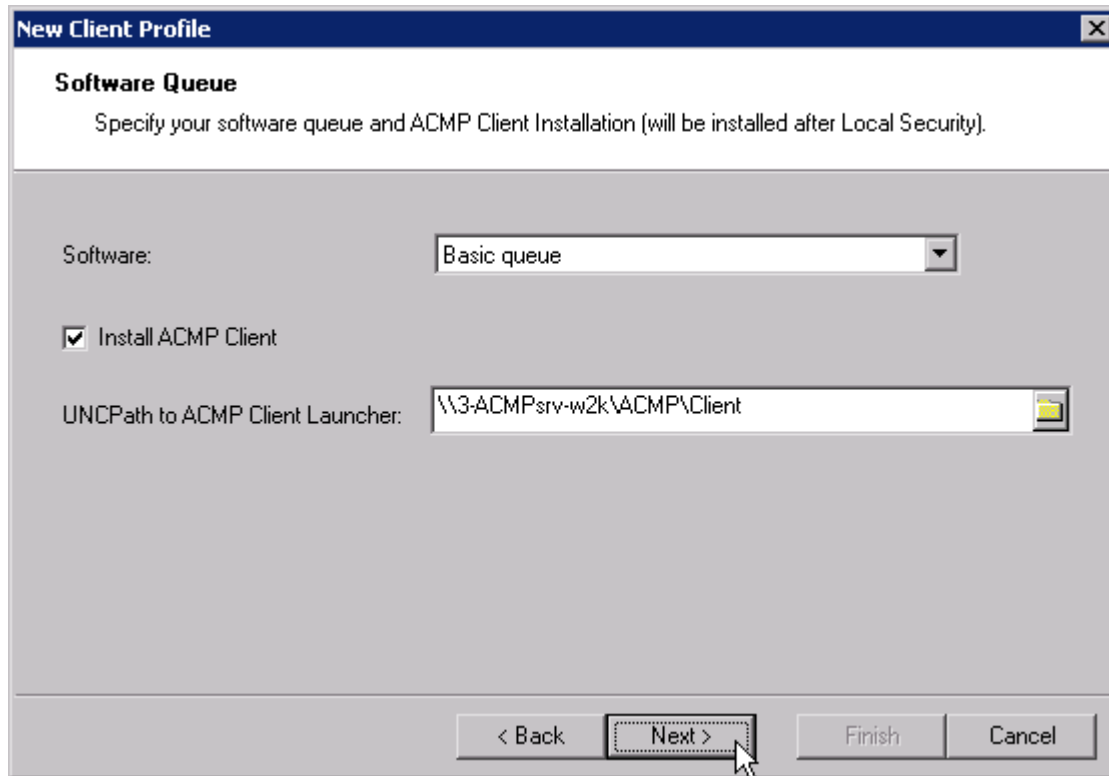 New Client Profile
Software Queue
Specify your software queue and ACMP Client Installation (will be installed after Local Security).
Software:
Basic queue
Install ACMP Client
UNCPath to ACMP Client Launcher:
\\3-ACMPsrv-w2k\ACMP\Client
< Back
Next >
Finish
Cancel